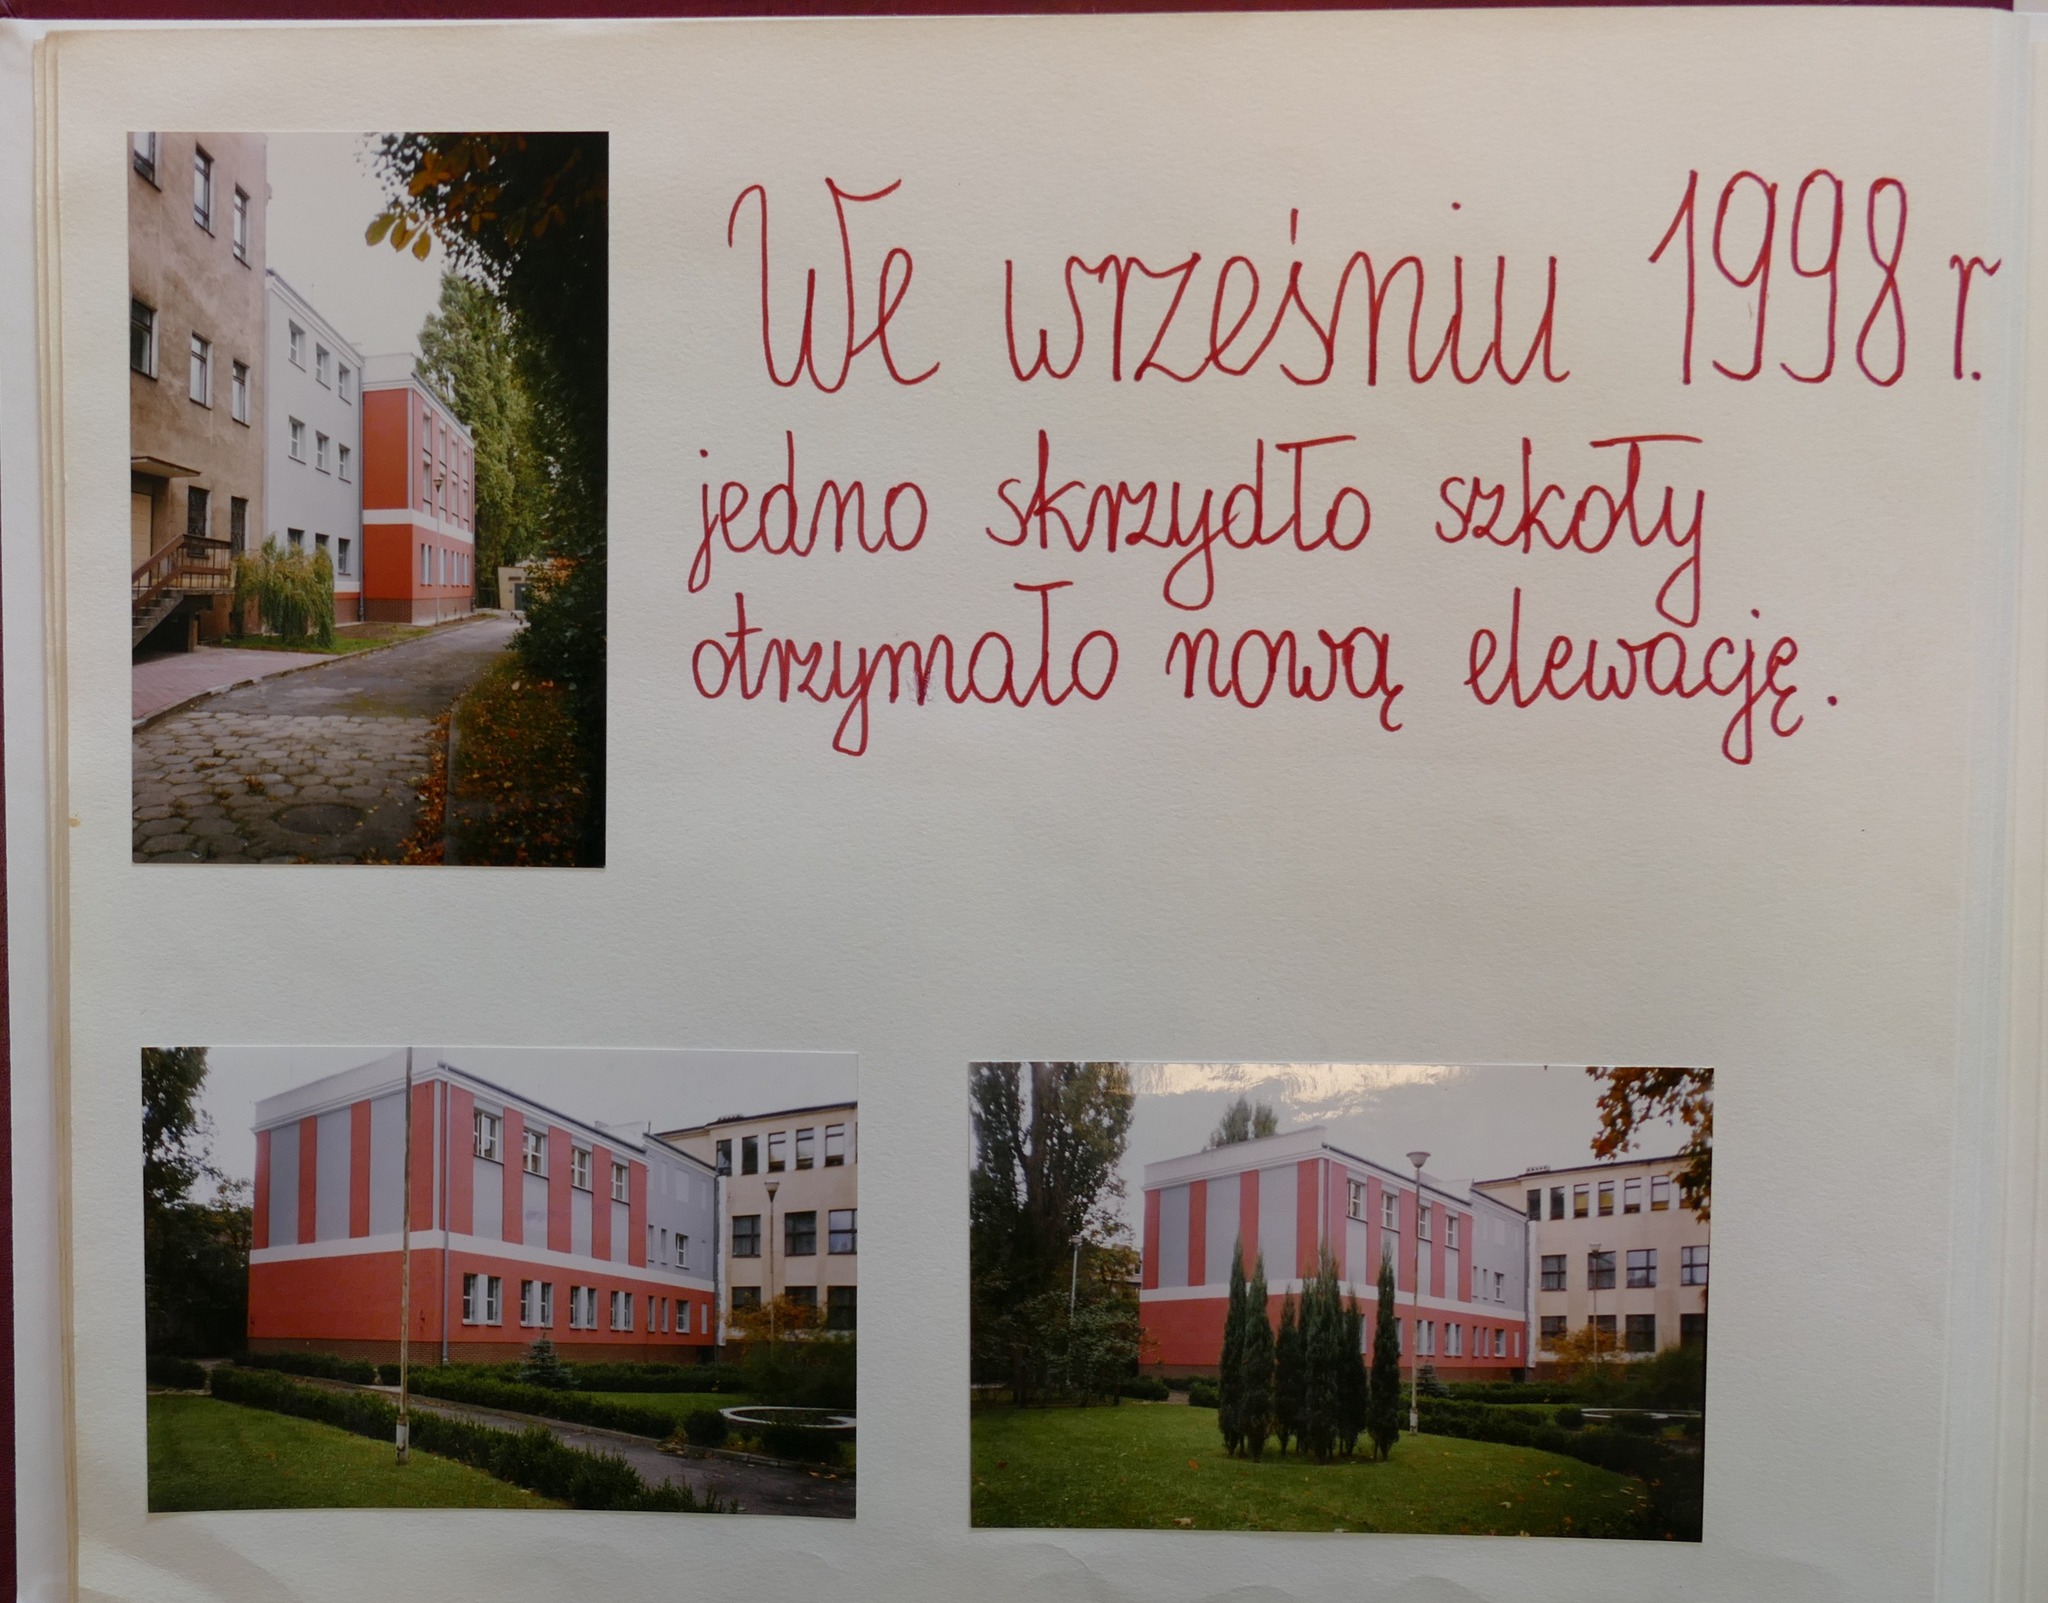 We wrześniu 1998 r.
jedno skrzydło szkoły
otrzymało nową elewację.